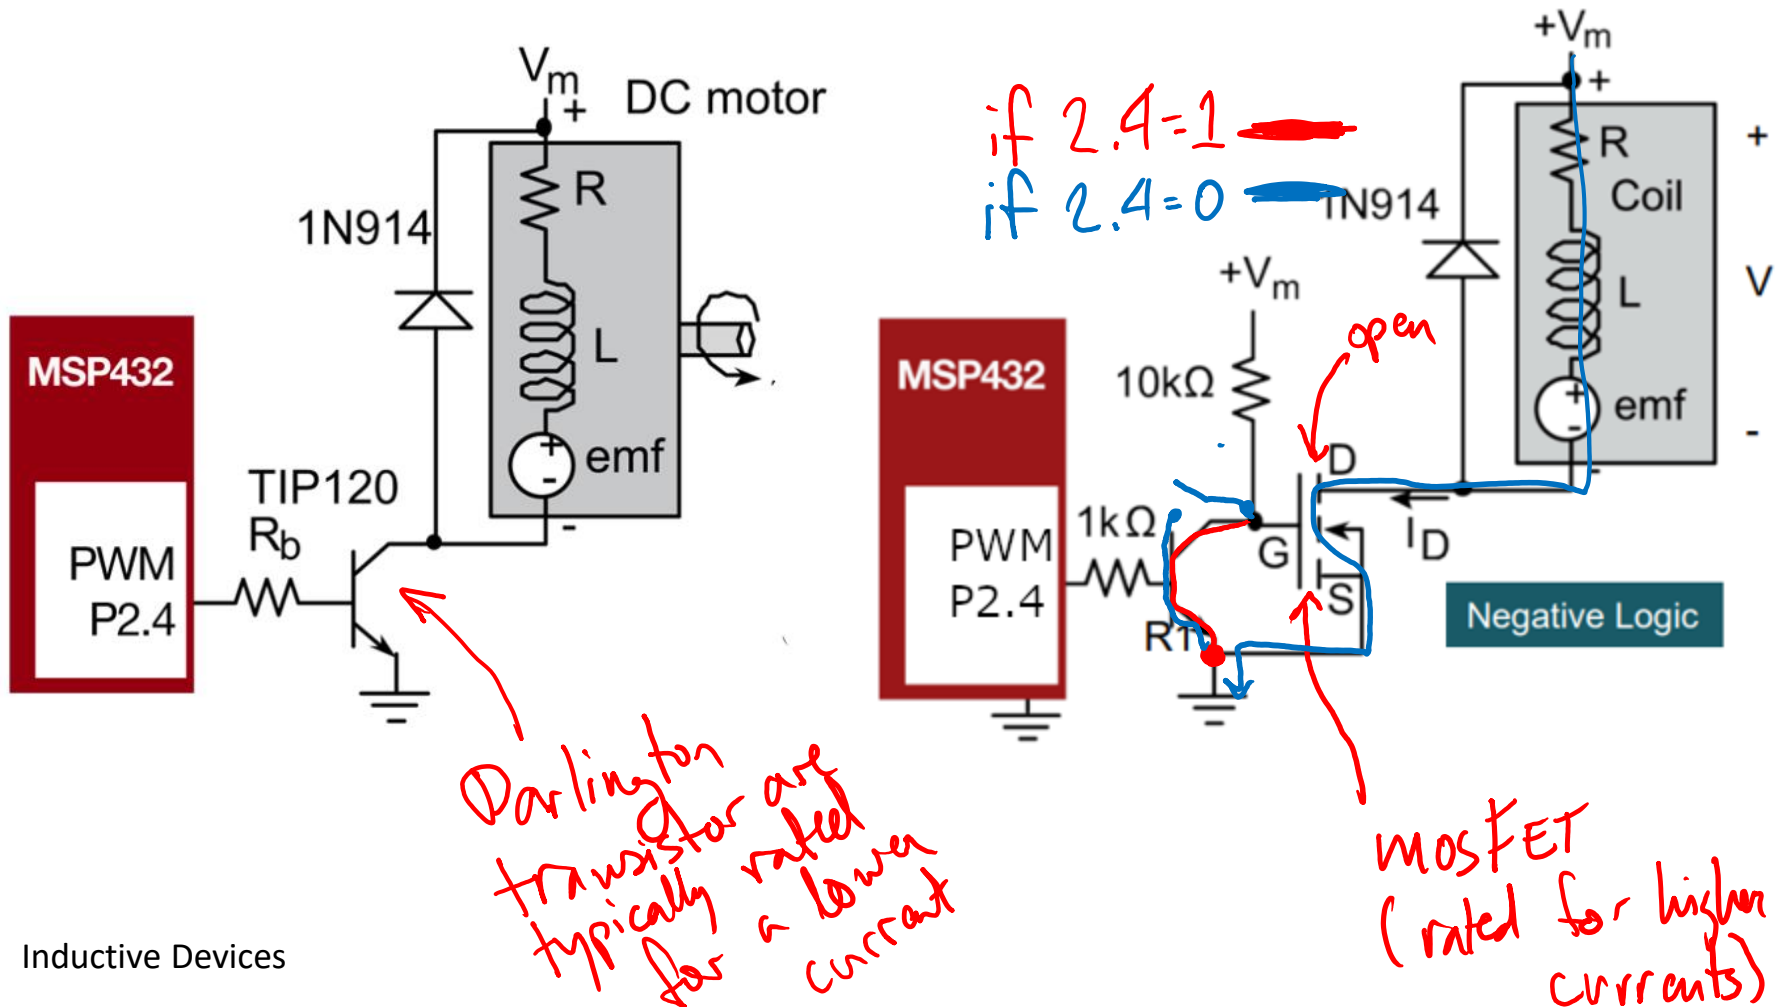 Vm
+
DC motor
R
1N914
L
MSP432
+
emf
-
TIP120
Rb
-
PWM
P2.4
Darlington
transistor are
typically rated
for a lower
current
Inductive Devices
if 2.4=1
if 2.4=0
+Vm
+
R
+
Coil
1N914
+Vm
L
V
open
MSP432
10kΩ
+
emf
-
-
D
-
1kΩ
PWM
G
ID
P2.4
S
R1
Negative Logic
mosFET
(rated for higher
currents)